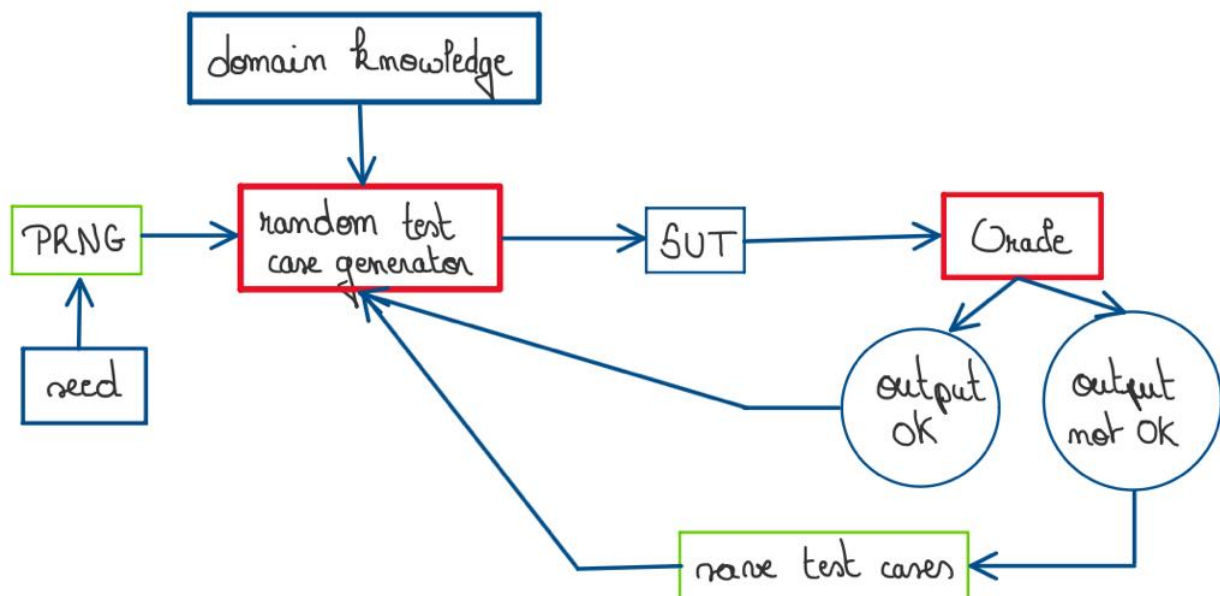 domain knowledge
PRNG
random test
case generator
SUT
Oracle
seed
output
OK
output
not OK
save test cases